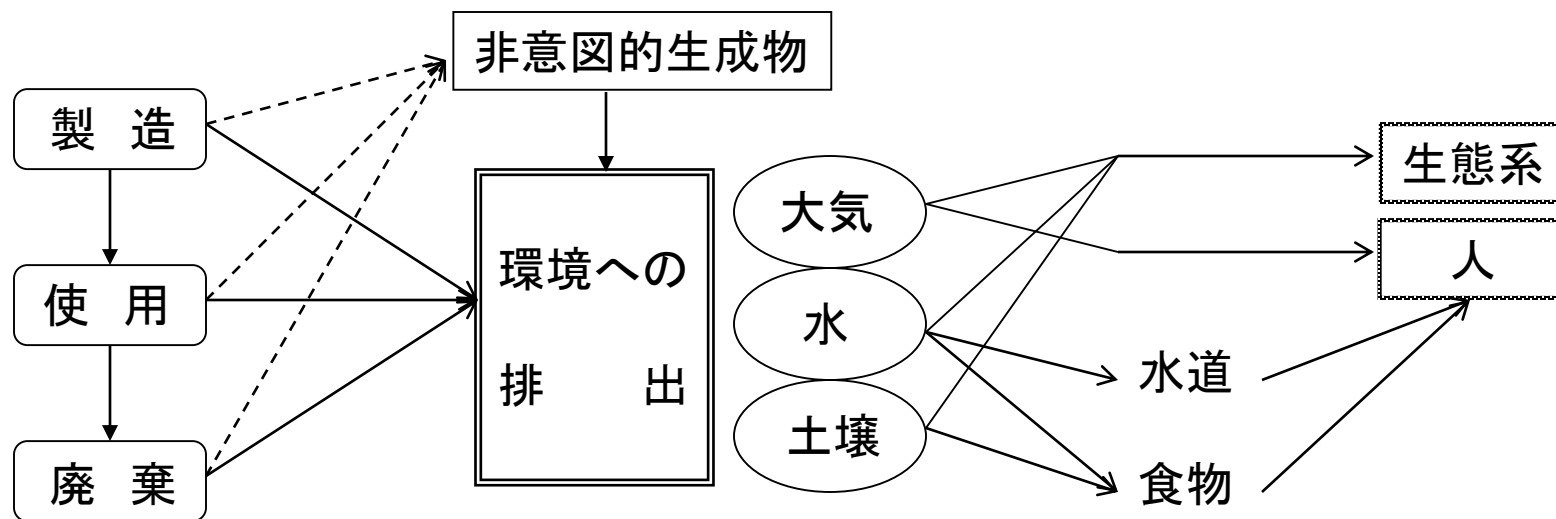 非意図的生成物
製 造
使 用
廃 棄
環境への
排 出
大気
水
土壌
水道
食物
生態系
人